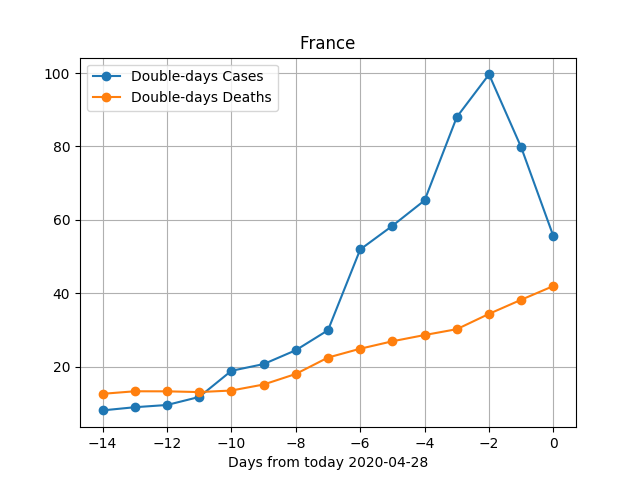 France
Double-days Cases
Double-days Deaths
100
80
60
40
20
−14 −12 −10 −8 −6 −4 −2 0
Days from today 2020-04-28